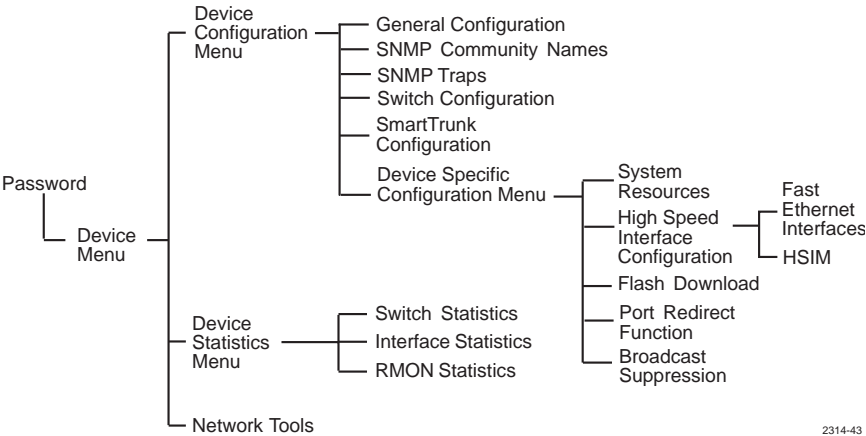 Password
Device
Menu
Device
Configuration
Menu
General Configuration
SNMP Community Names
SNMP Traps
Switch Configuration
SmartTrunk
Configuration
Device Specific
Configuration Menu
System
Resources
High Speed
Interface
Configuration
Fast
Ethernet
Interfaces
HSIM
Flash Download
Port Redirect
Function
Broadcast
Suppression
Device
Statistics
Menu
Switch Statistics
Interface Statistics
RMON Statistics
Network Tools
2314-43